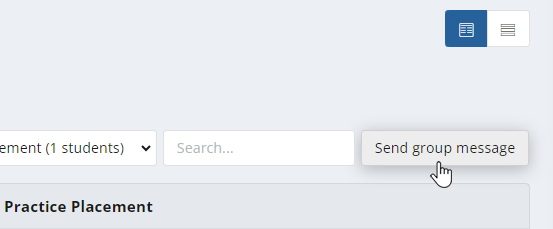 ement (1 students)
Search...
Send group message
Practice Placement